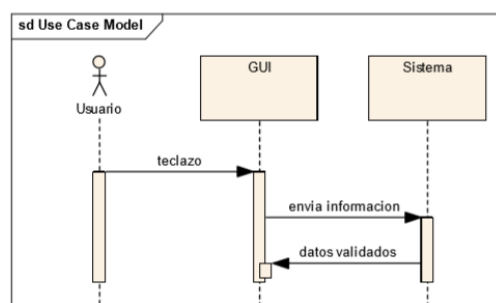 sd Use Case Model
GUI
Sistema
Usuario
teclazo
envia informacion
datos validados